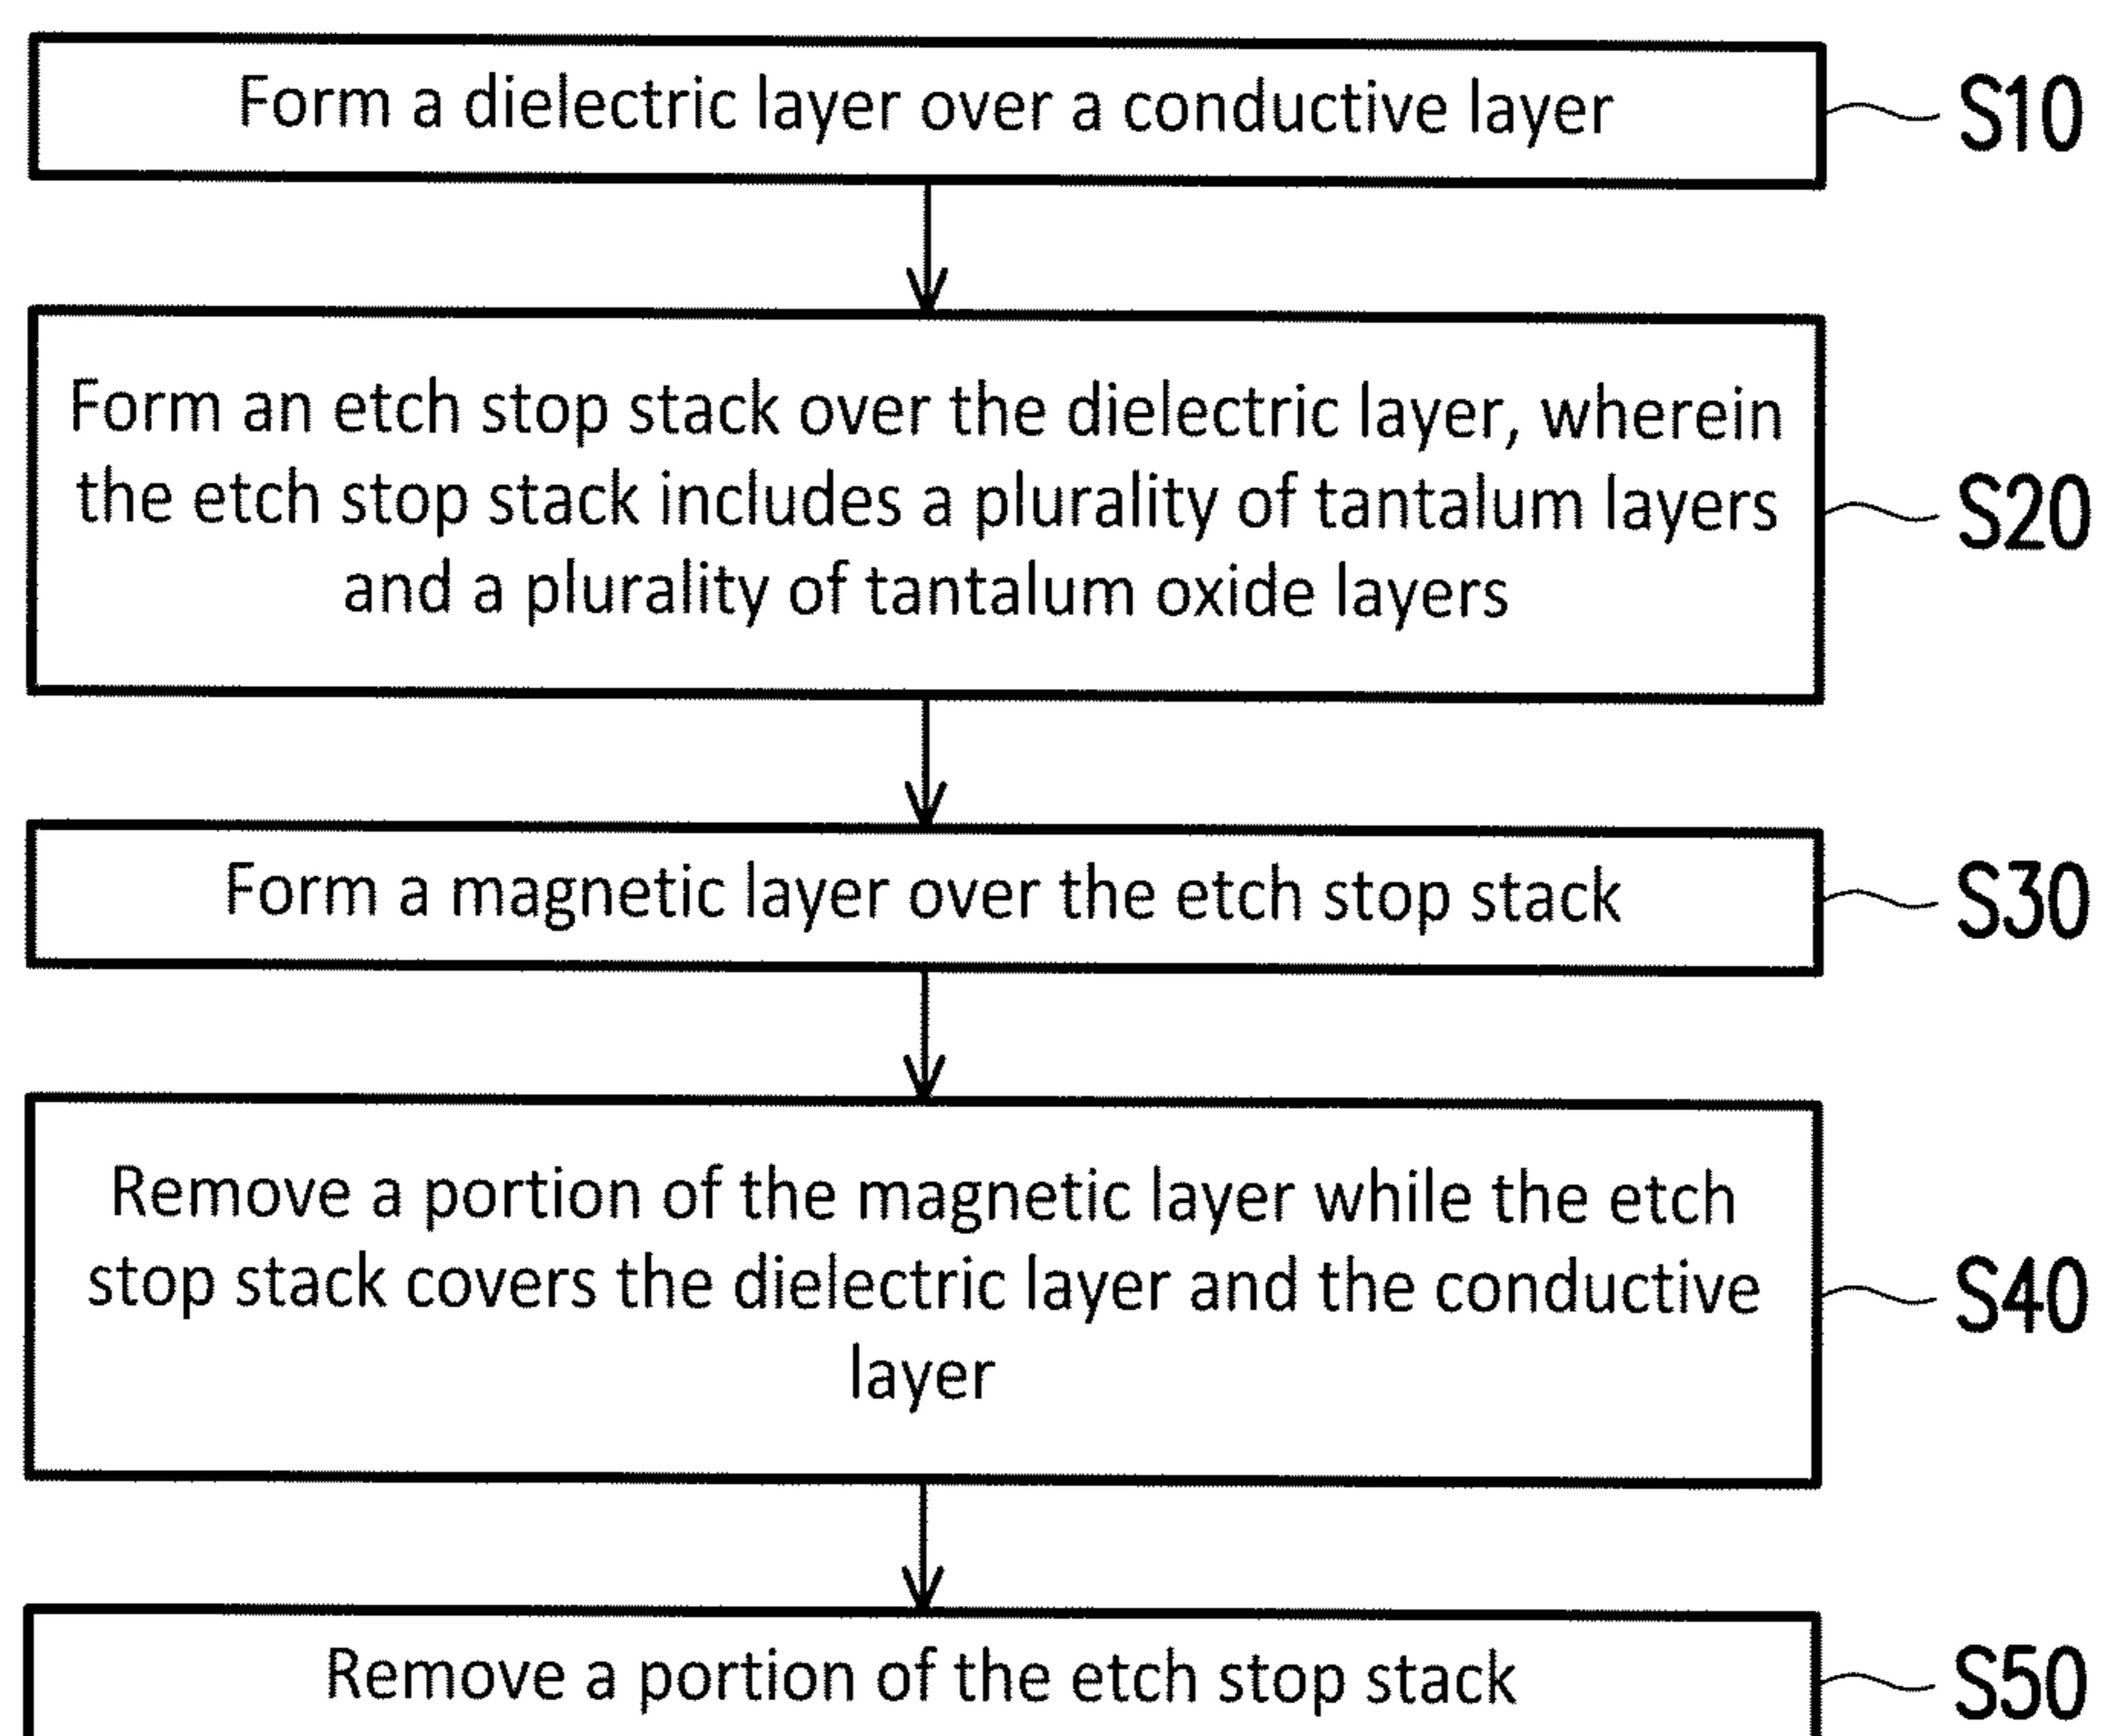 Form a dielectric layer over a conductive layer
S10
Form an etch stop stack over the dielectric layer, wherein
the etch stop stack includes a plurality of tantalum layers
and a plurality of tantalum oxide layers
S20
Form a magnetic layer over the etch stop stack
S30
Remove a portion of the magnetic layer while the etch
stop stack covers the dielectric layer and the conductive
layer
S40
Remove a portion of the etch stop stack
S50